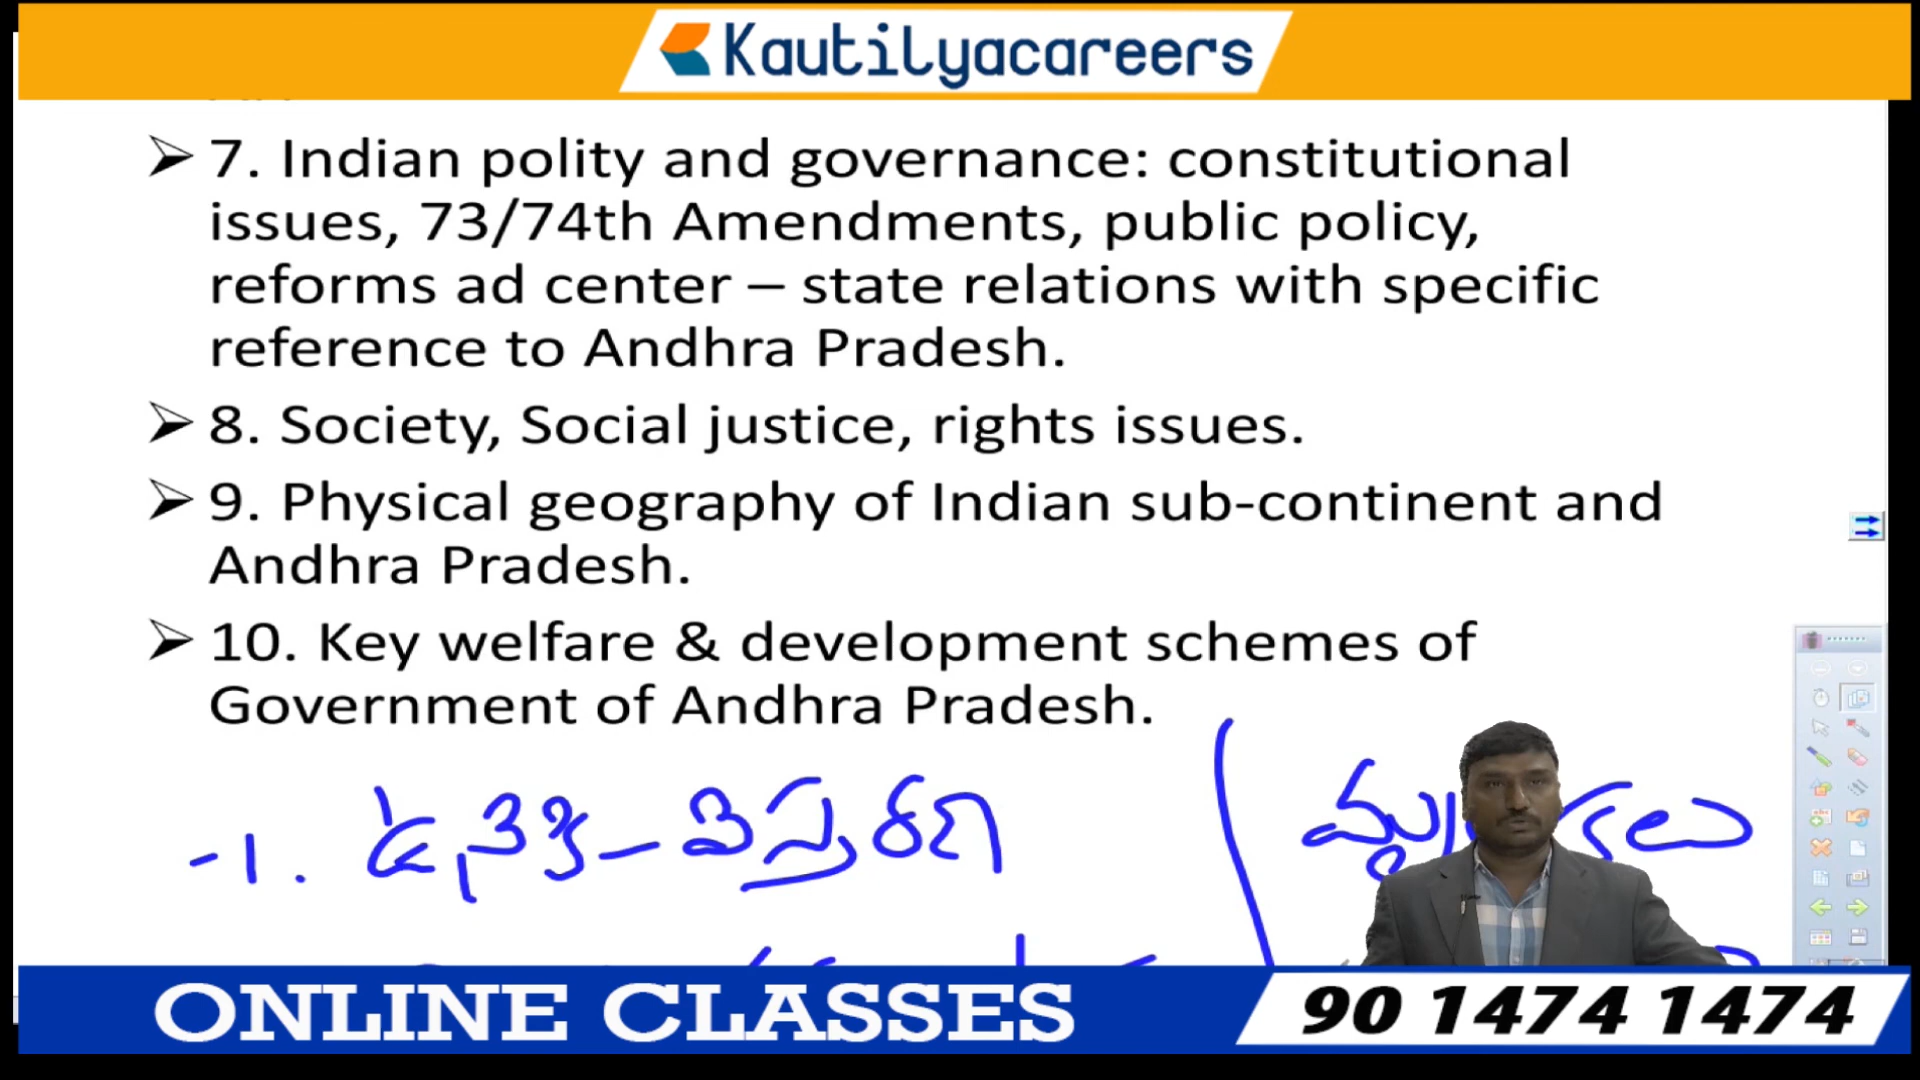 Kautilyacareers
➢ 7. Indian polity and governance: constitutional
issues, 73/74th Amendments, public policy,
reforms ad center – state relations with specific
reference to Andhra Pradesh.
➢ 8. Society, Social justice, rights issues.
➢ 9. Physical geography of Indian sub-continent and
Andhra Pradesh.
➢ 10. Key welfare & development schemes of
Government of Andhra Pradesh.
-1.
ONLINE CLASSES
90 1474 1474